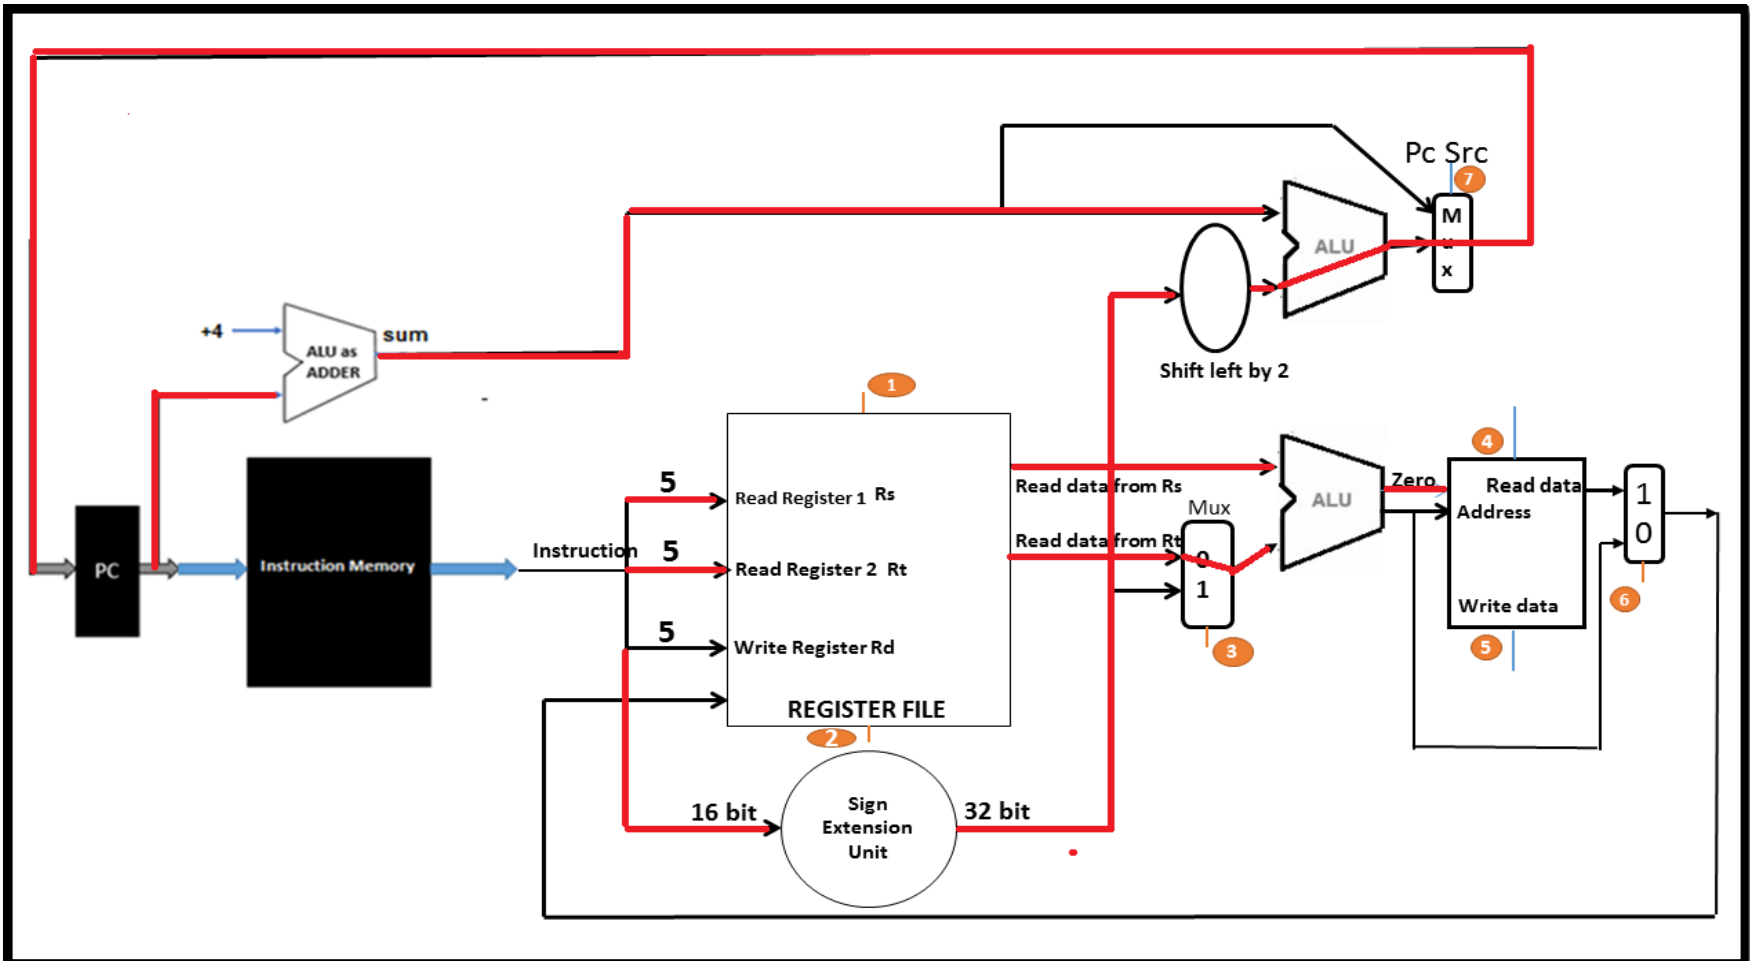 Pc Src
7
M
u
x
ALU
+4
sum
ALU as
ADDER
Shift left by 2
1
4
5
Read Register 1 Rs
Read data from Rs
Zero
Read data
1
Mux
ALU
Address
0
Instruction
5
Read Register 2 Rt
Read data from Rt
0
PC
Instruction Memory
1
Write data
6
5
Write Register Rd
3
5
REGISTER FILE
2
16 bit
Sign
Extension
Unit
32 bit